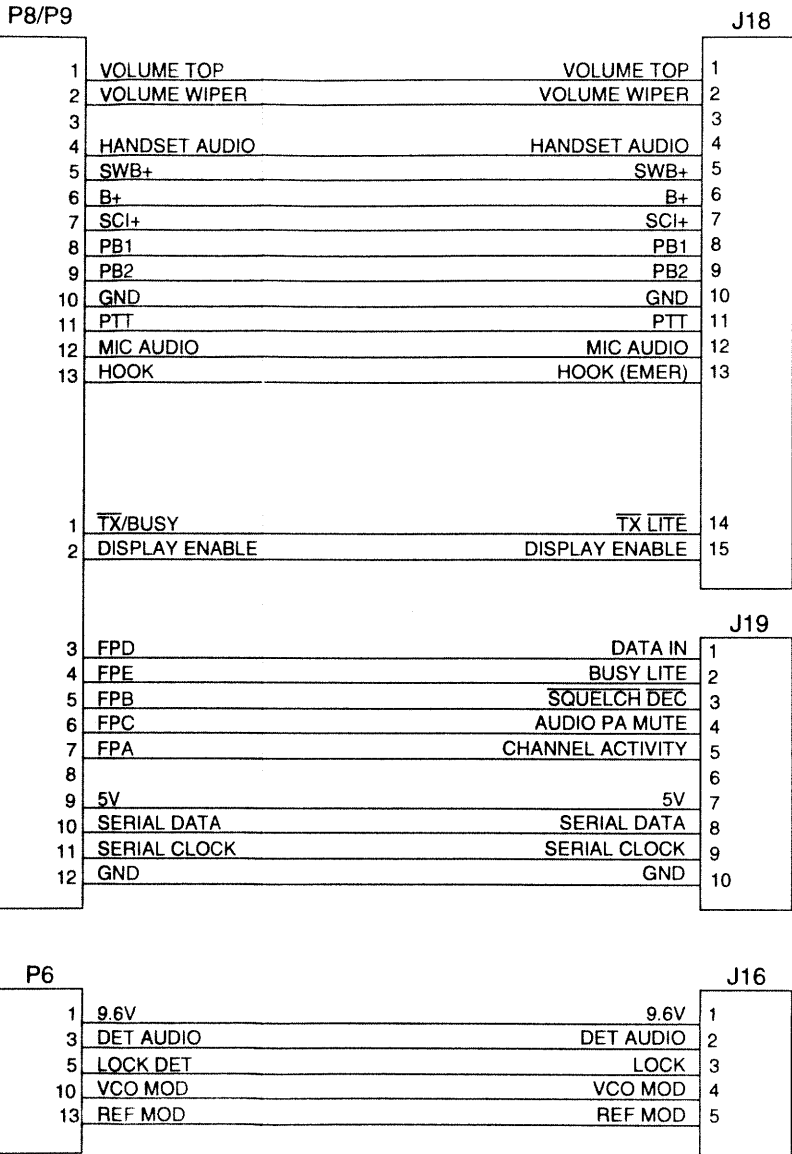 P8/P9 J18
1 VOLUME TOP VOLUME TOP 1
2 VOLUME WIPER VOLUME WIPER 2
3 3
4 HANDSET AUDIO HANDSET AUDIO 4
5 SWB+ SWB+ 5
6 B+ B+ 6
7 SCI+ SCI+ 7
8 PB1 PB1 8
9 PB2 PB2 9
10 GND GND 10
11 PTT PTT 11
12 MIC AUDIO MIC AUDIO 12
13 HOOK HOOK (EMER) 13
1 T̅X̅/BUSY T̅X̅ L̅I̅T̅E̅ 14
2 DISPLAY ENABLE DISPLAY ENABLE 15
J19
3 FPD DATA IN 1
4 FPE BUSY LITE 2
5 FPB S̅Q̅U̅E̅L̅C̅H̅ D̅E̅C̅ 3
6 FPC AUDIO PA MUTE 4
7 FPA CHANNEL ACTIVITY 5
8 6
9 5V 5V 7
10 SERIAL DATA SERIAL DATA 8
11 SERIAL CLOCK SERIAL CLOCK 9
12 GND GND 10
P6 J16
1 9.6V 9.6V 1
3 DET AUDIO DET AUDIO 2
5 LOCK DET LOCK 3
10 VCO MOD VCO MOD 4
13 REF MOD REF MOD 5